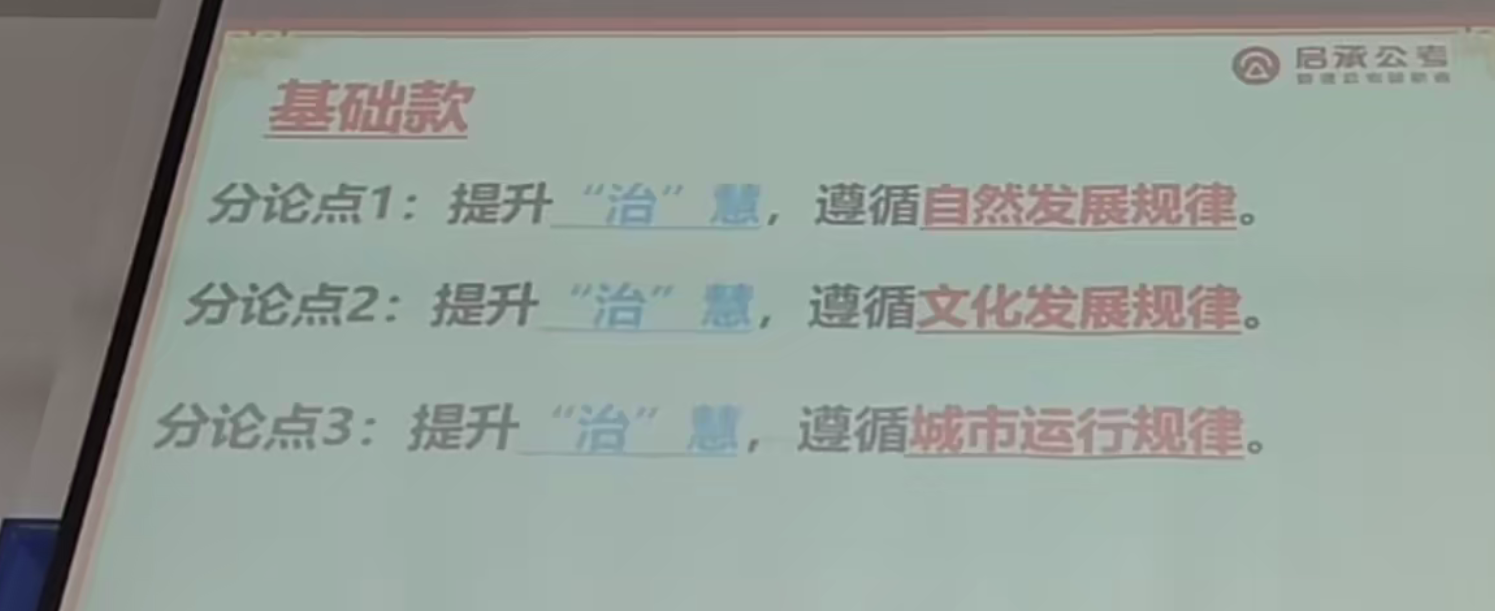 启承公考
基础款
分论点1：提升“治”慧，遵循自然发展规律。
分论点2：提升“治”慧，遵循文化发展规律。
分论点3：提升“治”慧，遵循城市运行规律。